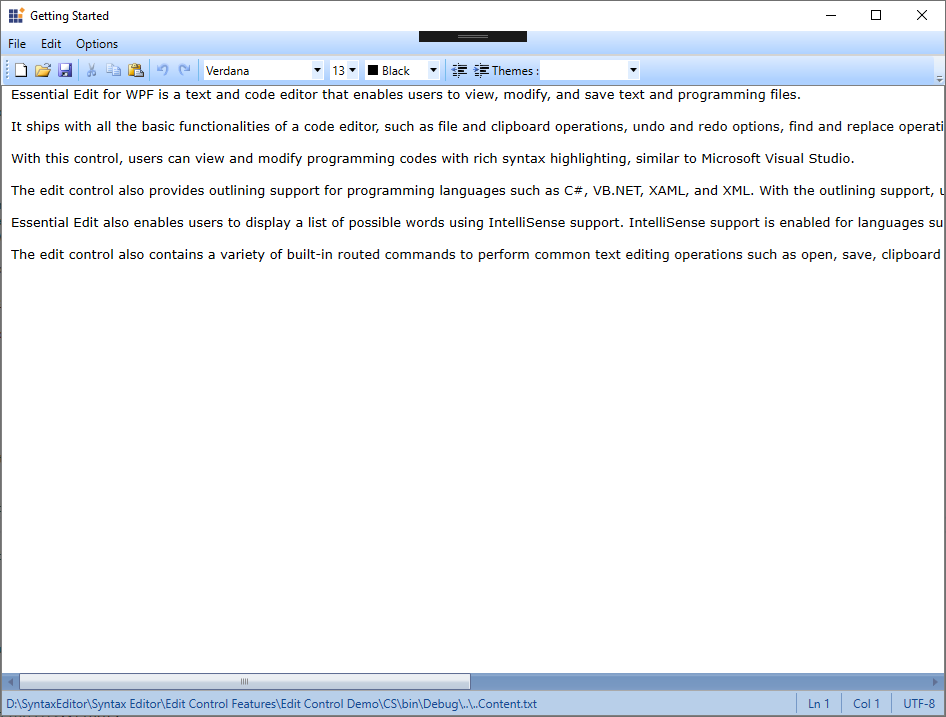 Getting Started
File Edit Options
Verdana 13 Black Themes :
Essential Edit for WPF is a text and code editor that enables users to view, modify, and save text and programming files.
It ships with all the basic functionalities of a code editor, such as file and clipboard operations, undo and redo options, find and replace operati
With this control, users can view and modify programming codes with rich syntax highlighting, similar to Microsoft Visual Studio.
The edit control also provides outlining support for programming languages such as C#, VB.NET, XAML, and XML. With the outlining support, u
Essential Edit also enables users to display a list of possible words using IntelliSense support. IntelliSense support is enabled for languages su
The edit control also contains a variety of built-in routed commands to perform common text editing operations such as open, save, clipboard
D:\SyntaxEditor\Syntax Editor\Edit Control Features\Edit Control Demo\CS\bin\Debug\..\..Content.txt Ln 1 Col 1 UTF-8